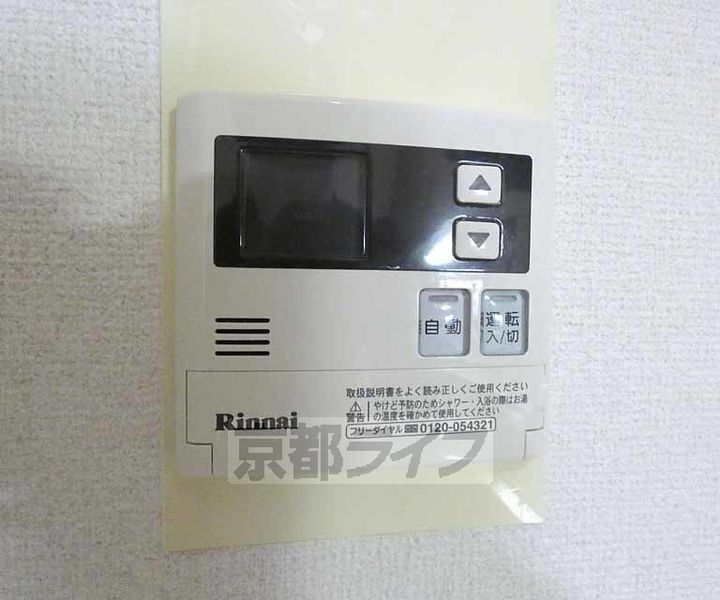 自動
運転
入/切
取扱説明書をよく読み正しくご使用ください
警告
やけど予防のためシャワー・入浴の際はお湯
の温度を確かめて使用してください
フリーダイヤル 0120-054321
Rinnai
京都ライフ